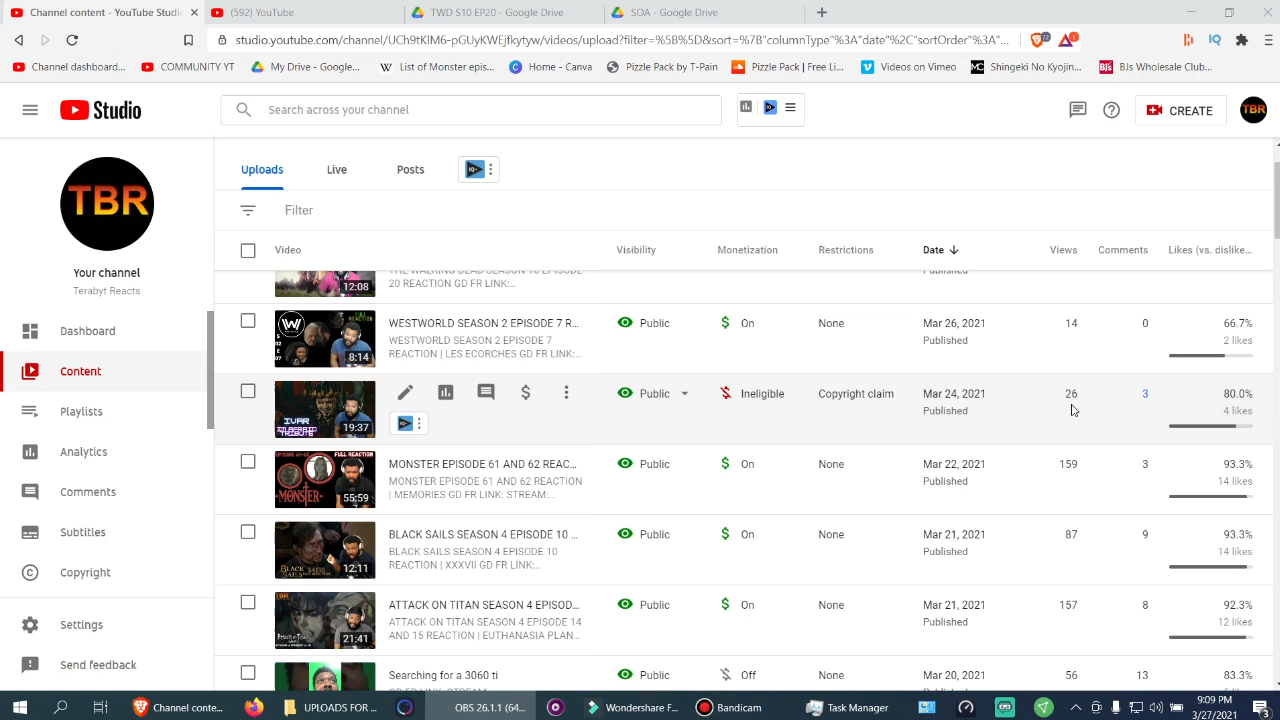 YouTube Studio
Channel content - YouTube Studi
(592) YouTube
TWD S10 EP20 - Google Drive
SOLO - Google Drive
studio.youtube.com/channel/UCh9tKlM6-pGUyKWEjfkytyw/videos/upload?filter=%5B%5D&sort=%7B"columnType"%3A"date"%2C"sortOrder"%3A"...
Channel dashboard...
COMMUNITY YT
My Drive - Google...
List of Monster epis...
Home - Canva
Pizzle Pack by T-Pain
Pizzle Pack | Free Li...
Videos on Vimeo
Shingeki No Kyojin...
BJs Wholesale Club...
Studio
Search across your channel
CREATE
TBR
TBR
Your channel
Terabyt Reacts
Dashboard
Content
Playlists
Analytics
Comments
Subtitles
Copyright
Settings
Send feedback
Uploads Live Posts
Filter
Video Visibility Monetization Restrictions Date Views Comments Likes (vs. dislike...
THE WALKING DEAD SEASON 10 EPISODE
20 REACTION GD FR LINK:...
Published
12:08
WESTWORLD SEASON 2 EPISODE 7 R... Public On None Mar 26, 2021 14 0 66.7%
WESTWORLD SEASON 2 EPISODE 7 Published 2 likes
REACTION | LES ECORCHES GD FR LINK:...
8:14
Public Ineligible Copyright claim Mar 24, 2021 26 3 80.0%
Published 4 likes
IVAR
TRIBUTE
19:37
MONSTER EPISODE 61 AND 62 REAC... Public On None Mar 22, 2021 159 3 93.3%
MONSTER EPISODE 61 AND 62 REACTION Published 14 likes
| MEMORIES GD FR LINK: STREAM....
FULL REACTION
MONSTER
55:59
BLACK SAILS SEASON 4 EPISODE 10 ... Public On None Mar 21, 2021 87 9 93.3%
BLACK SAILS SEASON 4 EPISODE 10 Published 14 likes
REACTION | XXXVII GD FR LINK:...
BLACK SAILS
12:11
ATTACK ON TITAN SEASON 4 EPISOD... Public On None Mar 21, 2021 157 8 92.3%
ATTACK ON TITAN SEASON 4 EPISODE 14 Published 12 likes
AND 15 REACTION | EUTHANASIA PLAN...
21:41
Searching for a 3060 ti Public Off None Mar 20, 2021 56 13 83.3%
Channel conte...
UPLOADS FOR ...
OBS 26.1.1 (64...
Wondershare F...
Bandicam
Task Manager
9:09 PM
3/27/2021